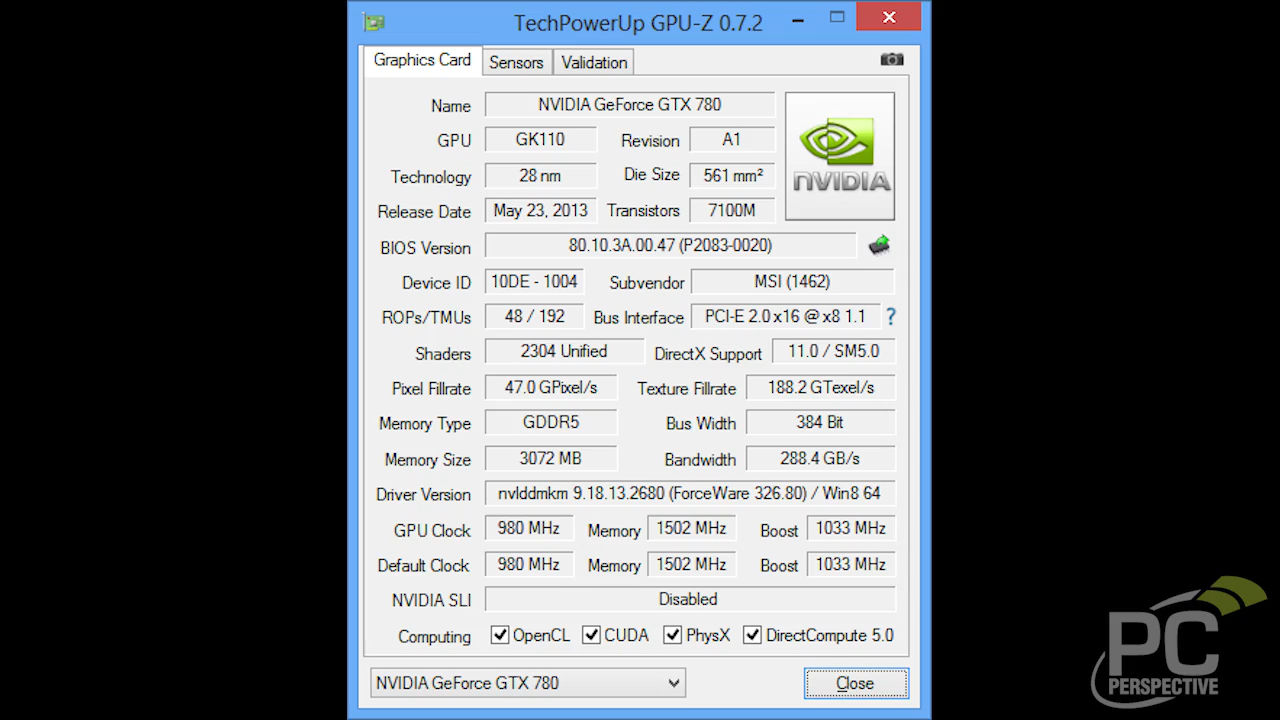 TechPowerUp GPU-Z 0.7.2
Graphics Card Sensors Validation
Name NVIDIA GeForce GTX 780
GPU GK110 Revision A1
Technology 28 nm Die Size 561 mm²
Release Date May 23, 2013 Transistors 7100M
NVIDIA
BIOS Version 80.10.3A.00.47 (P2083-0020)
Device ID 10DE - 1004 Subvendor MSI (1462)
ROPs/TMUs 48 / 192 Bus Interface PCI-E 2.0 x16 @ x8 1.1 ?
Shaders 2304 Unified DirectX Support 11.0 / SM5.0
Pixel Fillrate 47.0 GPixel/s Texture Fillrate 188.2 GTexel/s
Memory Type GDDR5 Bus Width 384 Bit
Memory Size 3072 MB Bandwidth 288.4 GB/s
Driver Version nvlddmkm 9.18.13.2680 (ForceWare 326.80) / Win8 64
GPU Clock 980 MHz Memory 1502 MHz Boost 1033 MHz
Default Clock 980 MHz Memory 1502 MHz Boost 1033 MHz
NVIDIA SLI Disabled
Computing OpenCL CUDA PhysX DirectCompute 5.0
NVIDIA GeForce GTX 780 Close
PC
PERSPECTIVE